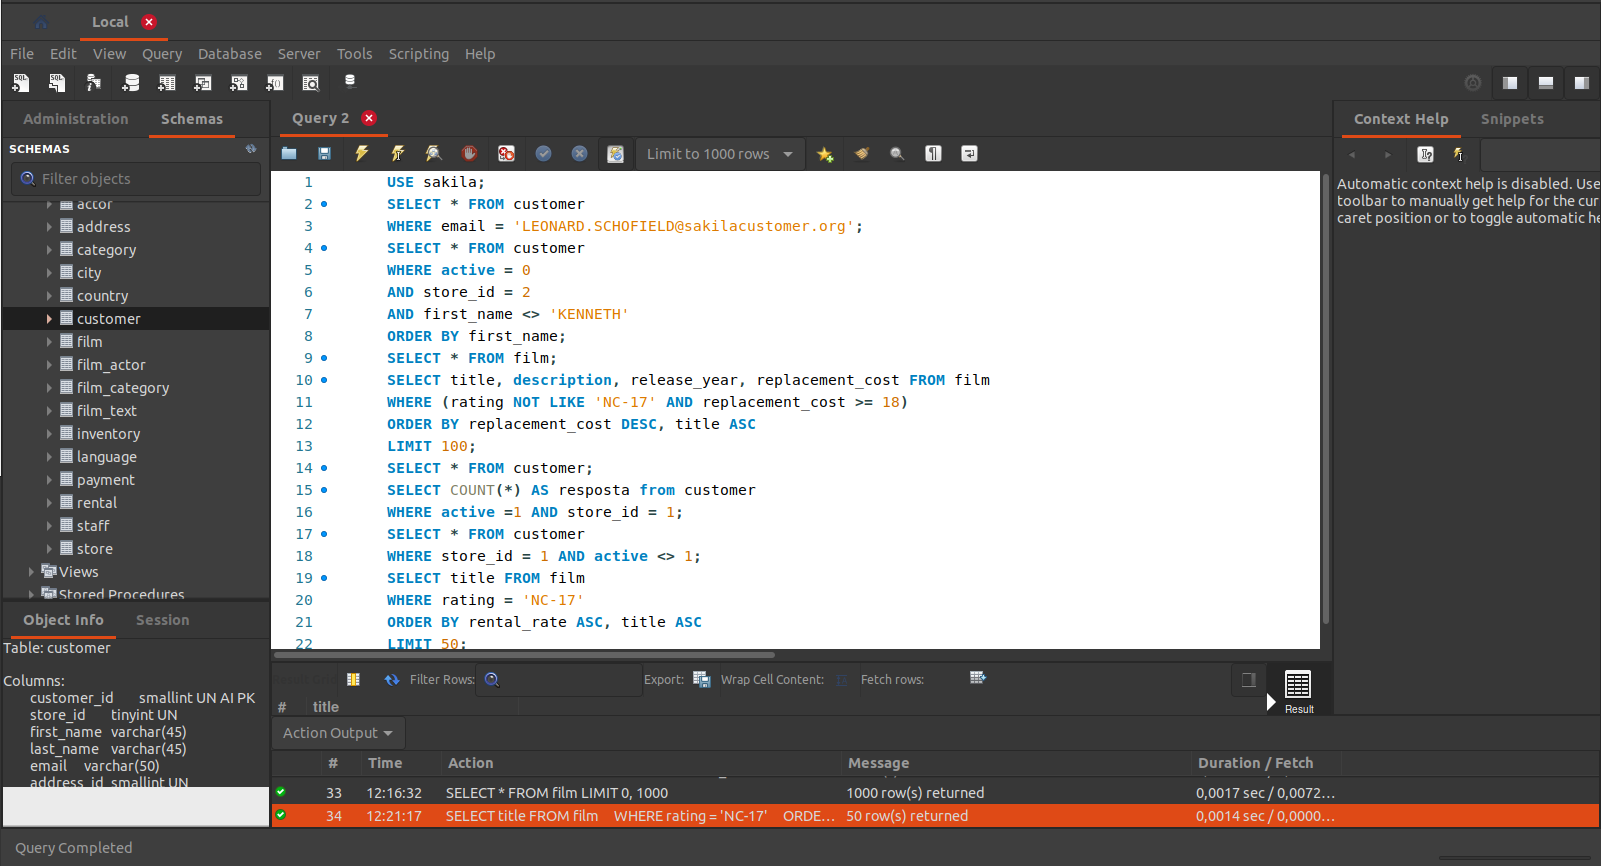 Local
File Edit View Query Database Server Tools Scripting Help
Administration Schemas
SCHEMAS
Filter objects
actor
address
category
city
country
customer
film
film_actor
film_category
film_text
inventory
language
payment
rental
staff
store
Views
Stored Procedures
Object Info Session
Table: customer
Columns:
customer_id smallint UN AI PK
store_id tinyint UN
first_name varchar(45)
last_name varchar(45)
email varchar(50)
address_id smallint UN
Query 2
Limit to 1000 rows
1 USE sakila;
2 SELECT * FROM customer
3 WHERE email = 'LEONARD.SCHOFIELD@sakilacustomer.org';
4 SELECT * FROM customer
5 WHERE active = 0
6 AND store_id = 2
7 AND first_name <> 'KENNETH'
8 ORDER BY first_name;
9 SELECT * FROM film;
10 SELECT title, description, release_year, replacement_cost FROM film
11 WHERE (rating NOT LIKE 'NC-17' AND replacement_cost >= 18)
12 ORDER BY replacement_cost DESC, title ASC
13 LIMIT 100;
14 SELECT * FROM customer;
15 SELECT COUNT(*) AS resposta from customer
16 WHERE active =1 AND store_id = 1;
17 SELECT * FROM customer
18 WHERE store_id = 1 AND active <> 1;
19 SELECT title FROM film
20 WHERE rating = 'NC-17'
21 ORDER BY rental_rate ASC, title ASC
22 LIMIT 50;
Filter Rows: Export: Wrap Cell Content: Fetch rows:
# title
Result
Action Output
# Time Action Message Duration / Fetch
33 12:16:32 SELECT * FROM film LIMIT 0, 1000 1000 row(s) returned 0,0017 sec / 0,0072...
34 12:21:17 SELECT title FROM film WHERE rating = 'NC-17' ORDE... 50 row(s) returned 0,0014 sec / 0,0000...
Context Help Snippets
Automatic context help is disabled. Use
toolbar to manually get help for the cur
caret position or to toggle automatic he
Query Completed